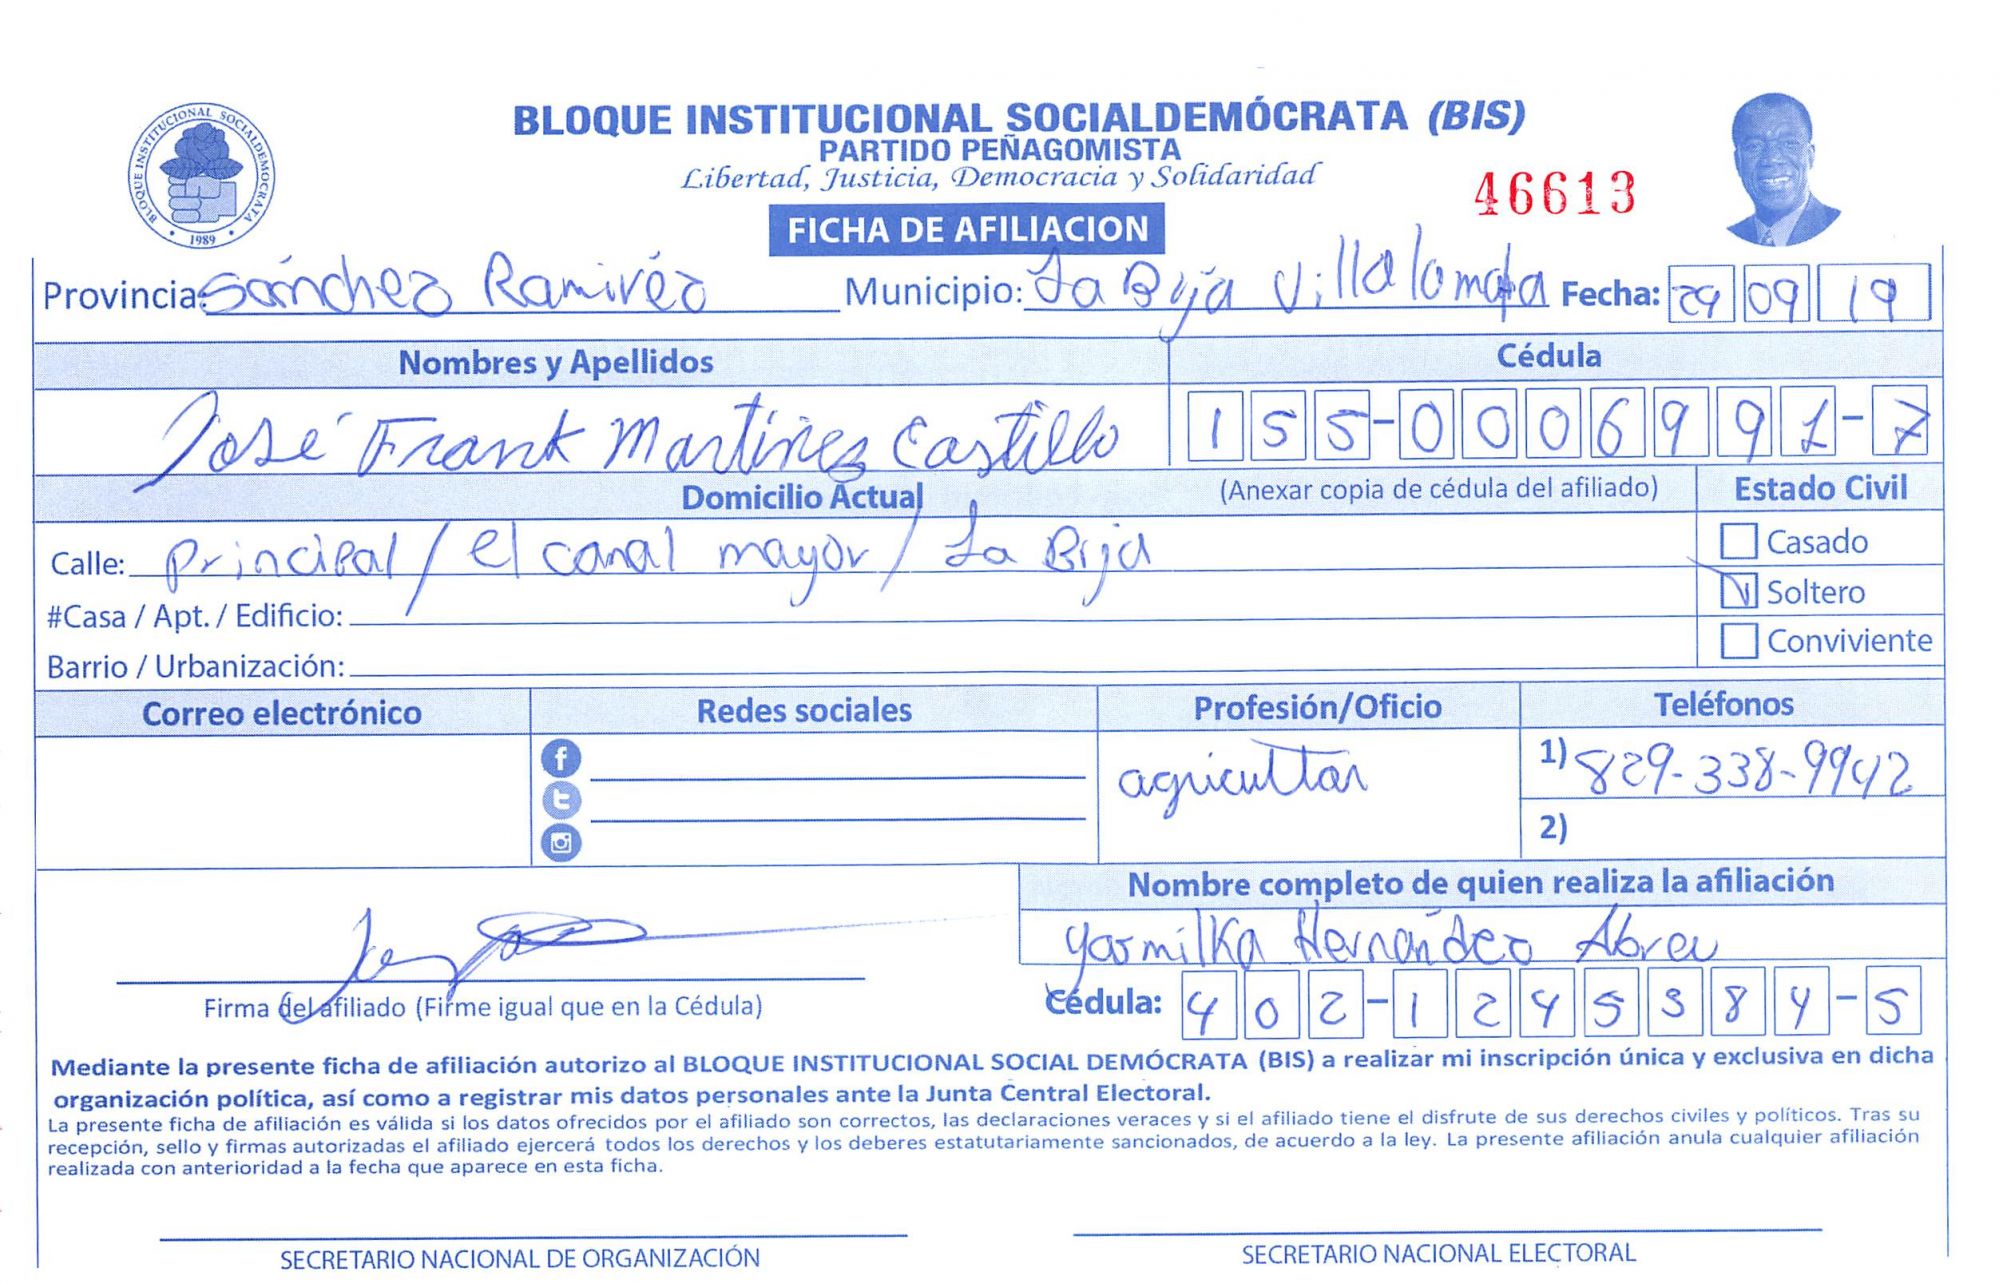 BLOQUE INSTITUCIONAL SOCIALDEMÓCRATA
1989
BLOQUE INSTITUCIONAL SOCIALDEMÓCRATA (BIS)
PARTIDO PEÑAGOMISTA
Libertad, Justicia, Democracia y Solidaridad
46613
FICHA DE AFILIACION
Provincia: Sánchez Ramiréz Municipio: La Bija Villa la mata Fecha: 29 09 19
Nombres y Apellidos Cédula
José Frank Martínez Castillo 155-0006991-7
Domicilio Actual (Anexar copia de cédula del afiliado) Estado Civil
Calle: principal / el canal mayor / La Bija Casado
#Casa / Apt. / Edificio: Soltero
Barrio / Urbanización: Conviviente
Correo electrónico Redes sociales Profesión/Oficio Teléfonos
agricultor 1) 829-338-9942
2)
Nombre completo de quien realiza la afiliación
Yasmilka Hernández Abreu
Firma del afiliado (Firme igual que en la Cédula) Cédula: 402-1245384-5
Mediante la presente ficha de afiliación autorizo al BLOQUE INSTITUCIONAL SOCIAL DEMÓCRATA (BIS) a realizar mi inscripción única y exclusiva en dicha
organización política, así como a registrar mis datos personales ante la Junta Central Electoral.
La presente ficha de afiliación es válida si los datos ofrecidos por el afiliado son correctos, las declaraciones veraces y si el afiliado tiene el disfrute de sus derechos civiles y políticos. Tras su
recepción, sello y firmas autorizadas el afiliado ejercerá todos los derechos y los deberes estatutariamente sancionados, de acuerdo a la ley. La presente afiliación anula cualquier afiliación
realizada con anterioridad a la fecha que aparece en esta ficha.
SECRETARIO NACIONAL DE ORGANIZACIÓN SECRETARIO NACIONAL ELECTORAL